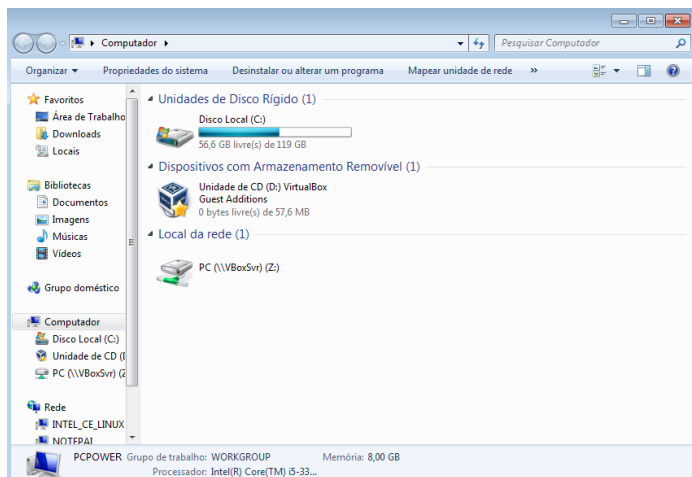 Computador
Pesquisar Computador
Organizar Propriedades do sistema Desinstalar ou alterar um programa Mapear unidade de rede »
Favoritos
Área de Trabalho
Downloads
Locais
Bibliotecas
Documentos
Imagens
Músicas
Vídeos
Grupo doméstico
Computador
Disco Local (C:)
Unidade de CD (D
PC (\\VBoxSvr) (Z
Rede
INTEL_CE_LINUX
NOTEPAI
Unidades de Disco Rígido (1)
Disco Local (C:)
56,6 GB livre(s) de 119 GB
Dispositivos com Armazenamento Removível (1)
Unidade de CD (D:) VirtualBox
Guest Additions
0 bytes livre(s) de 57,6 MB
Local da rede (1)
PC (\\VBoxSvr) (Z:)
PCPOWER Grupo de trabalho: WORKGROUP Memória: 8,00 GB
Processador: Intel(R) Core(TM) i5-33...